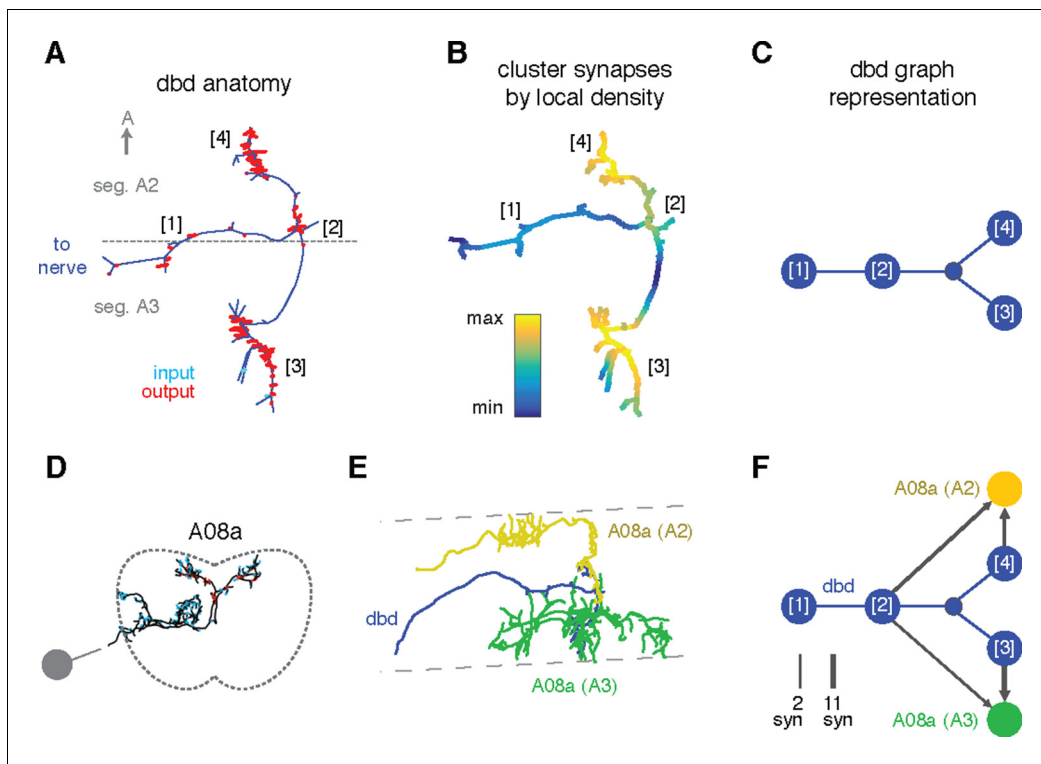 A
dbd anatomy
A
[4]
seg. A2
[1]
[2]
to
nerve
seg. A3
[3]
input
output
B
cluster synapses
by local density
[4]
[1]
[2]
max
[3]
min
C
dbd graph
representation
[4]
[1]
[2]
[3]
D
A08a
E
A08a (A2)
dbd
A08a (A3)
F
A08a (A2)
[4]
dbd
[1]
[2]
[3]
2
syn
11
syn
A08a (A3)